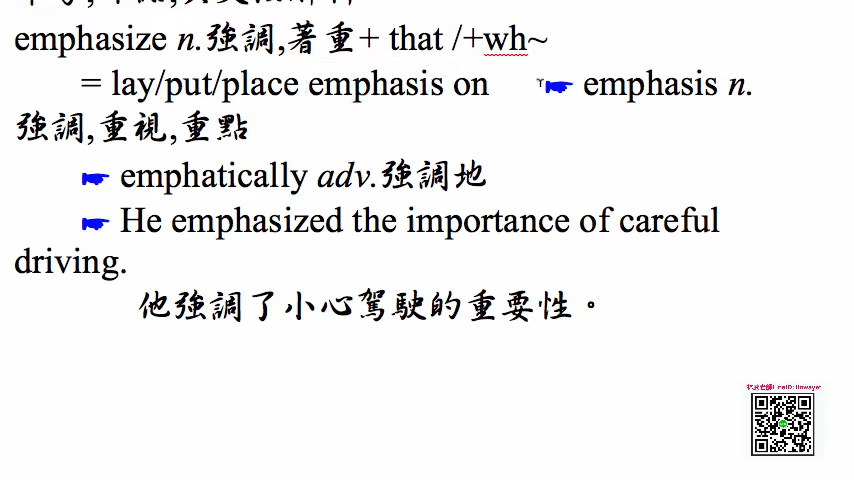 emphasize n.強調,著重+ that /+wh~
= lay/put/place emphasis on ☛ emphasis n.
強調,重視,重點
☛ emphatically adv.強調地
☛ He emphasized the importance of careful
driving.
他強調了小心駕駛的重要性。